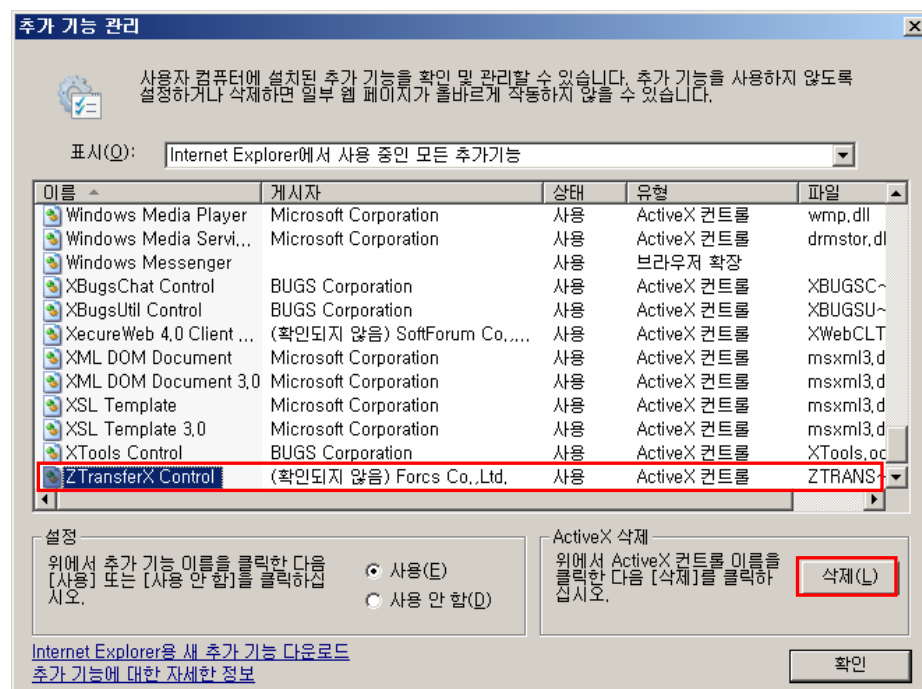 추가 기능 관리
사용자 컴퓨터에 설치된 추가 기능을 확인 및 관리할 수 있습니다. 추가 기능을 사용하지 않도록
설정하거나 삭제하면 일부 웹 페이지가 올바르게 작동하지 않을 수 있습니다.
표시(O): Internet Explorer에서 사용 중인 모든 추가기능
이름 게시자 상태 유형 파일
Windows Media Player Microsoft Corporation 사용 ActiveX 컨트롤 wmp.dll
Windows Media Servi... Microsoft Corporation 사용 ActiveX 컨트롤 drmstor.dl
Windows Messenger 사용 브라우저 확장
XBugsChat Control BUGS Corporation 사용 ActiveX 컨트롤 XBUGSC~
XBugsUtil Control BUGS Corporation 사용 ActiveX 컨트롤 XBUGSU~
XecureWeb 4.0 Client ... (확인되지 않음) SoftForum Co.,... 사용 ActiveX 컨트롤 XWebCLT
XML DOM Document Microsoft Corporation 사용 ActiveX 컨트롤 msxml3.d
XML DOM Document 3.0 Microsoft Corporation 사용 ActiveX 컨트롤 msxml3.d
XSL Template Microsoft Corporation 사용 ActiveX 컨트롤 msxml3.d
XSL Template 3.0 Microsoft Corporation 사용 ActiveX 컨트롤 msxml3.d
XTools Control BUGS Corporation 사용 ActiveX 컨트롤 XTools.oc
ZTransferX Control (확인되지 않음) Forcs Co.,Ltd. 사용 ActiveX 컨트롤 ZTRANS~
설정
위에서 추가 기능 이름을 클릭한 다음
[사용] 또는 [사용 안 함]을 클릭하십
시오.
사용(E)
사용 안 함(D)
ActiveX 삭제
위에서 ActiveX 컨트롤 이름을
클릭한 다음 [삭제]를 클릭하
십시오.
삭제(L)
Internet Explorer용 새 추가 기능 다운로드
추가 기능에 대한 자세한 정보
확인